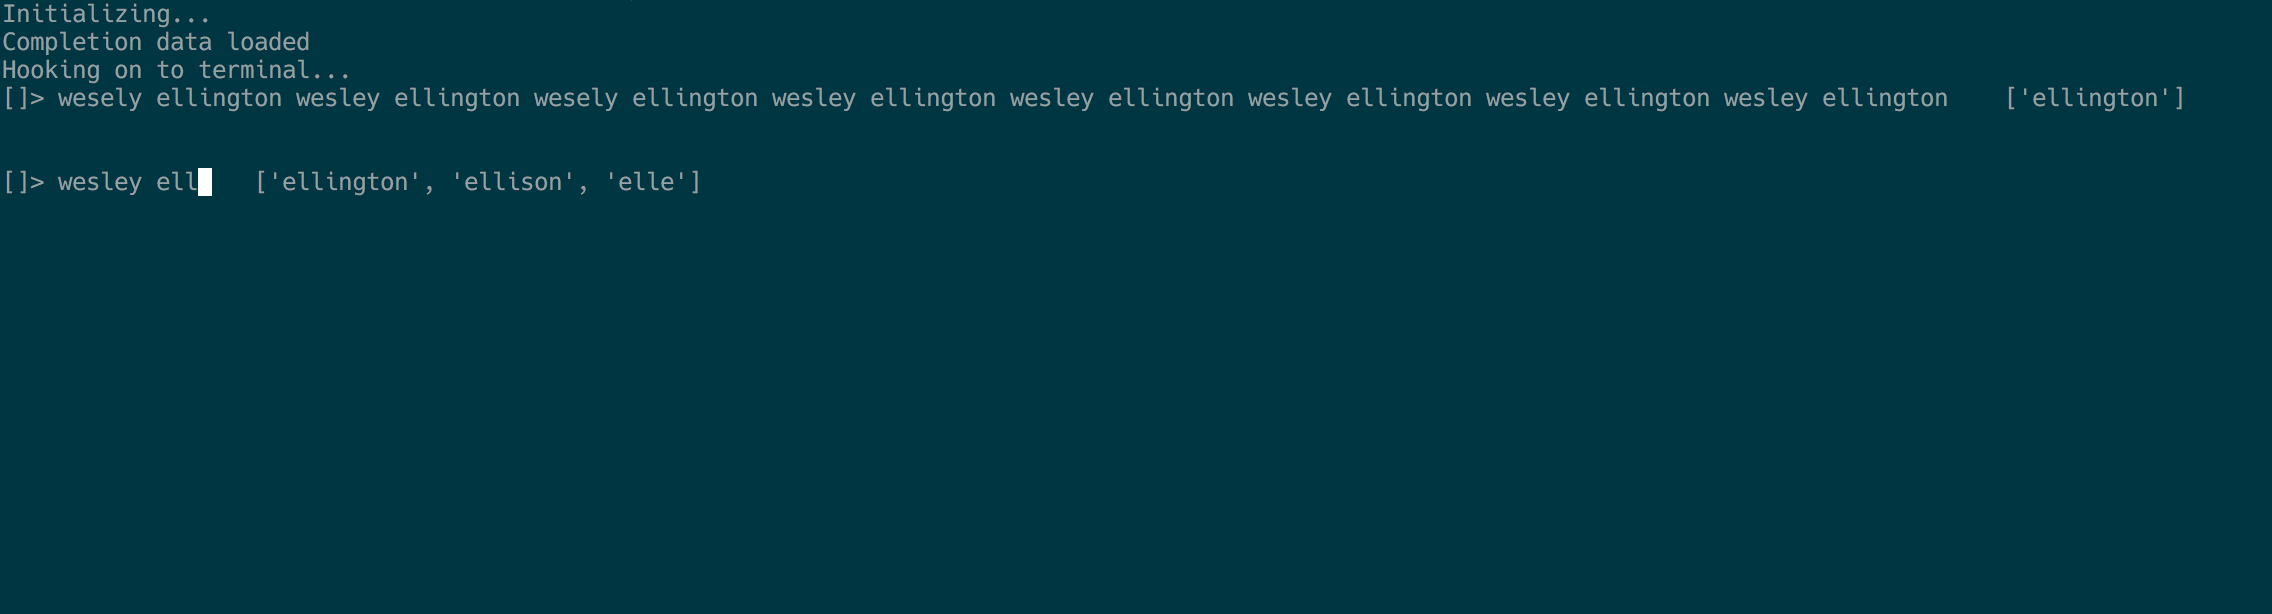 Initializing...
Completion data loaded
Hooking on to terminal...
[]> wesely ellington wesley ellington wesely ellington wesley ellington wesley ellington wesley ellington wesley ellington wesley ellington    ['ellington']
[]> wesley ell   ['ellington', 'ellison', 'elle']